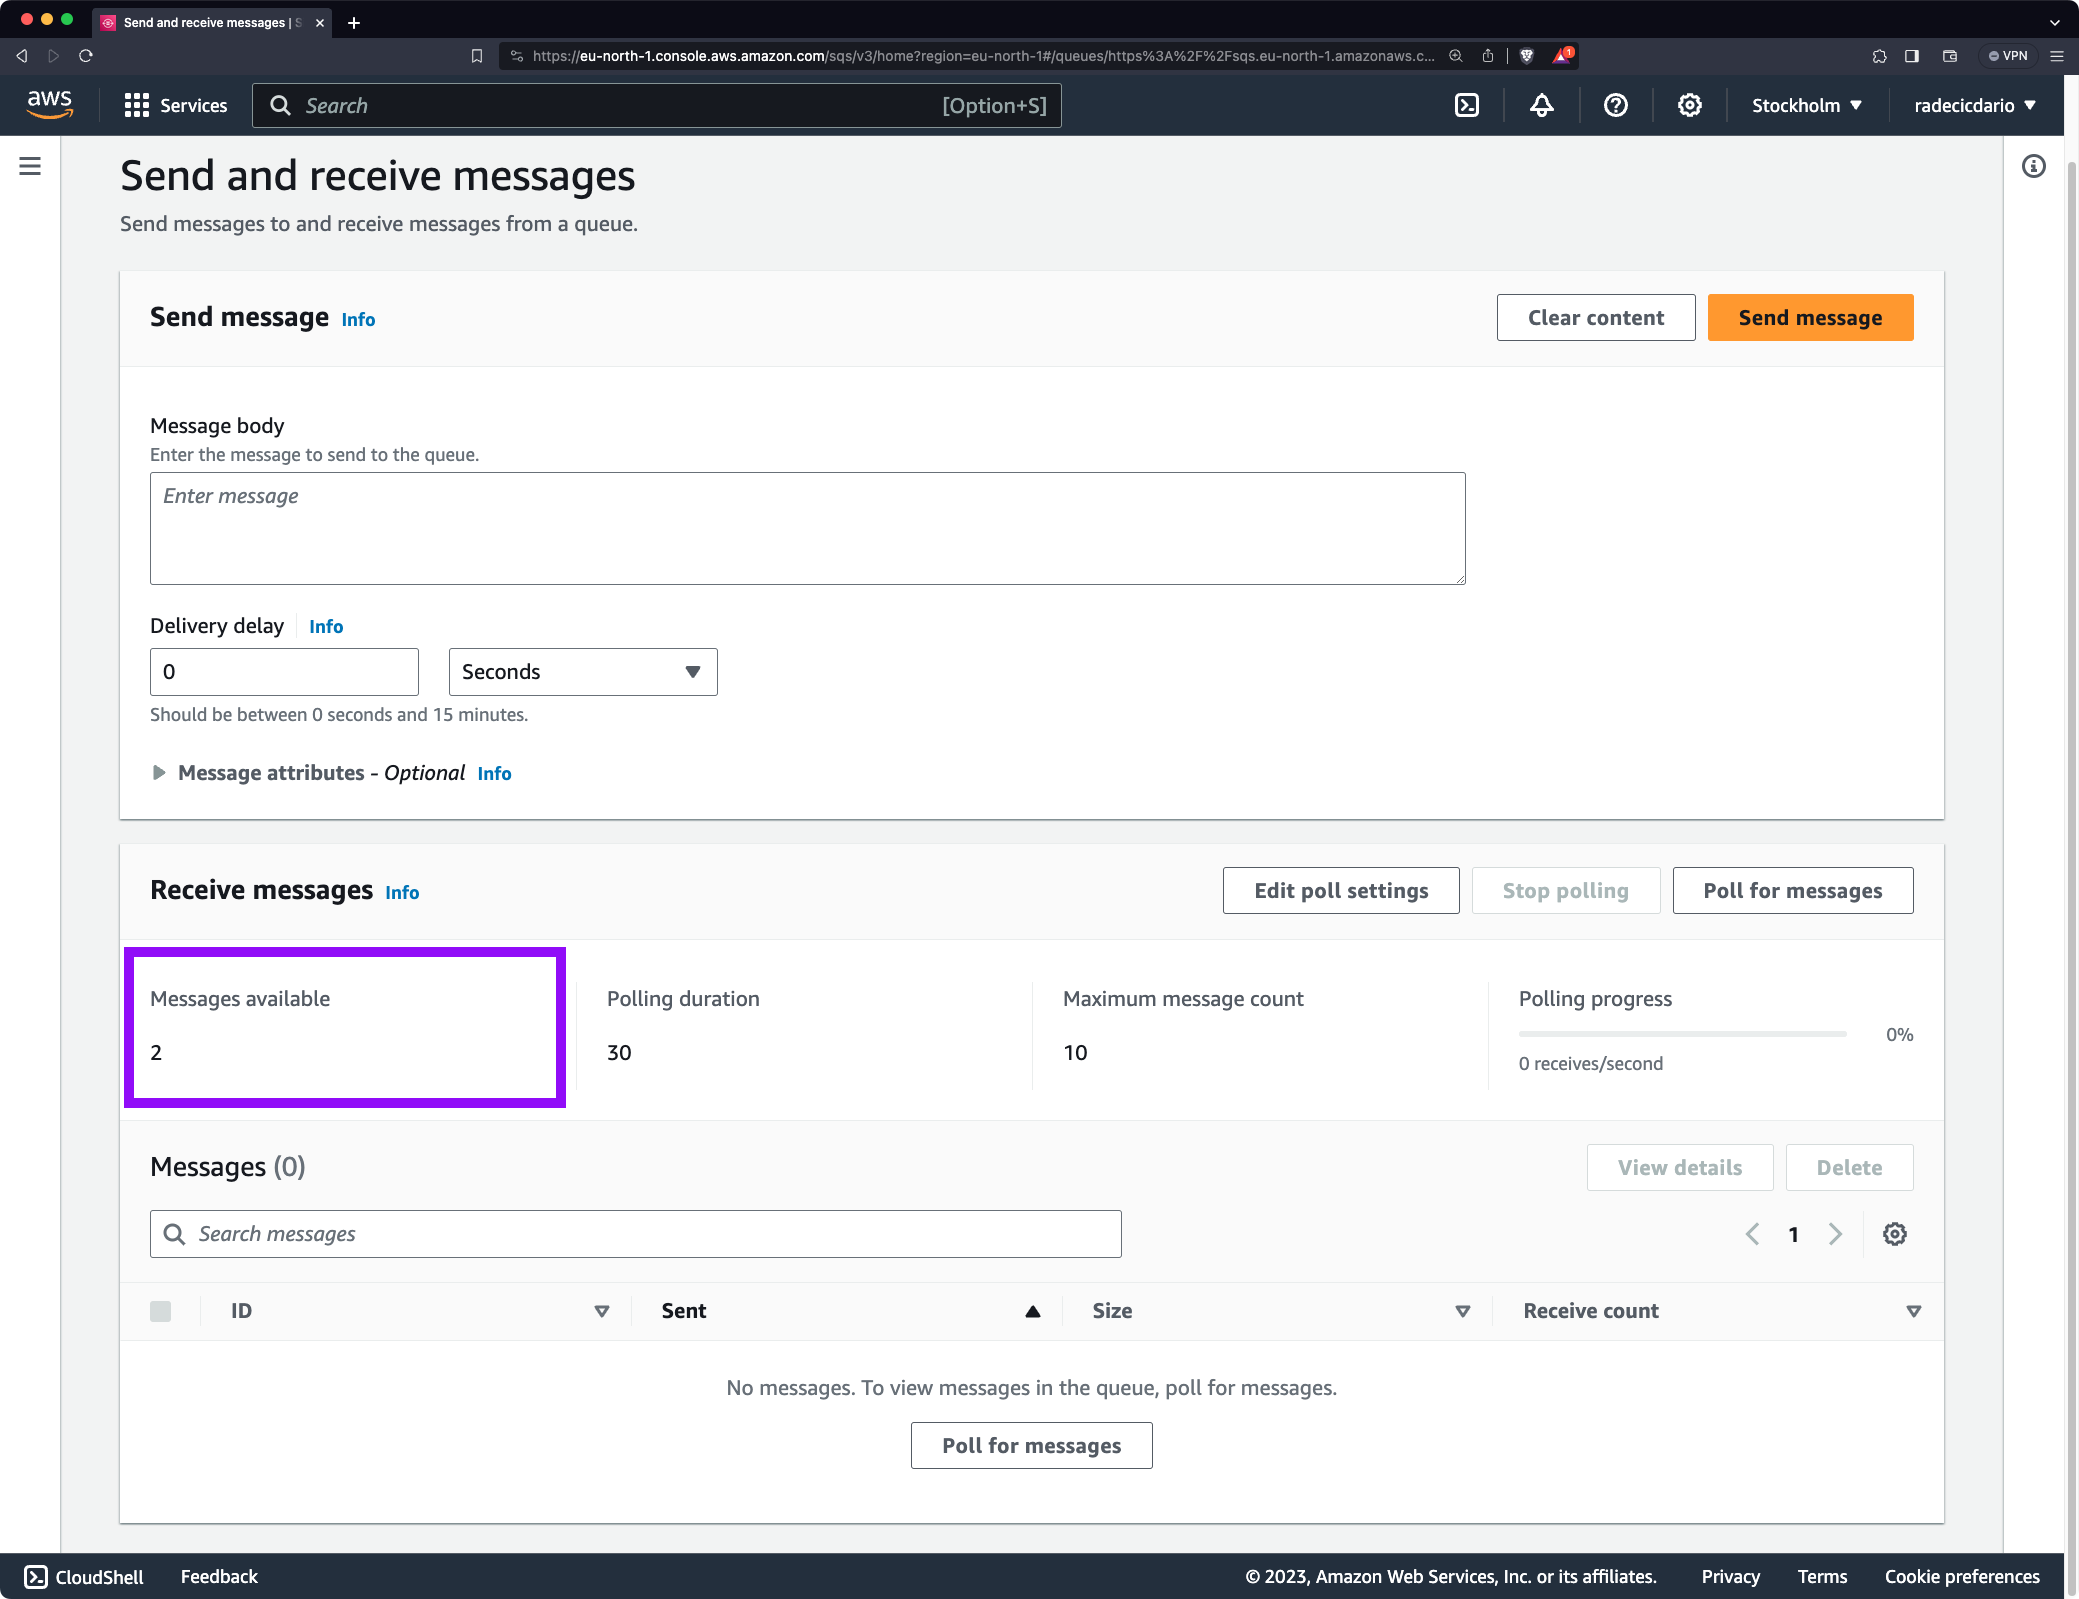 Send and receive messages | S
https://eu-north-1.console.aws.amazon.com/sqs/v3/home?region=eu-north-1#/queues/https%3A%2F%2Fsqs.eu-north-1.amazonaws.c...
1
VPN
aws
Services
Search
[Option+S]
Stockholm
radecicdario
Send and receive messages
Send messages to and receive messages from a queue.
Send message Info
Clear content
Send message
Message body
Enter the message to send to the queue.
Enter message
Delivery delay
Info
0
Seconds
Should be between 0 seconds and 15 minutes.
Message attributes - Optional Info
Receive messages Info
Edit poll settings
Stop polling
Poll for messages
Messages available
2
Polling duration
30
Maximum message count
10
Polling progress
0%
0 receives/second
Messages (0)
View details
Delete
Search messages
1
ID
Sent
Size
Receive count
No messages. To view messages in the queue, poll for messages.
Poll for messages
CloudShell
Feedback
© 2023, Amazon Web Services, Inc. or its affiliates.
Privacy
Terms
Cookie preferences